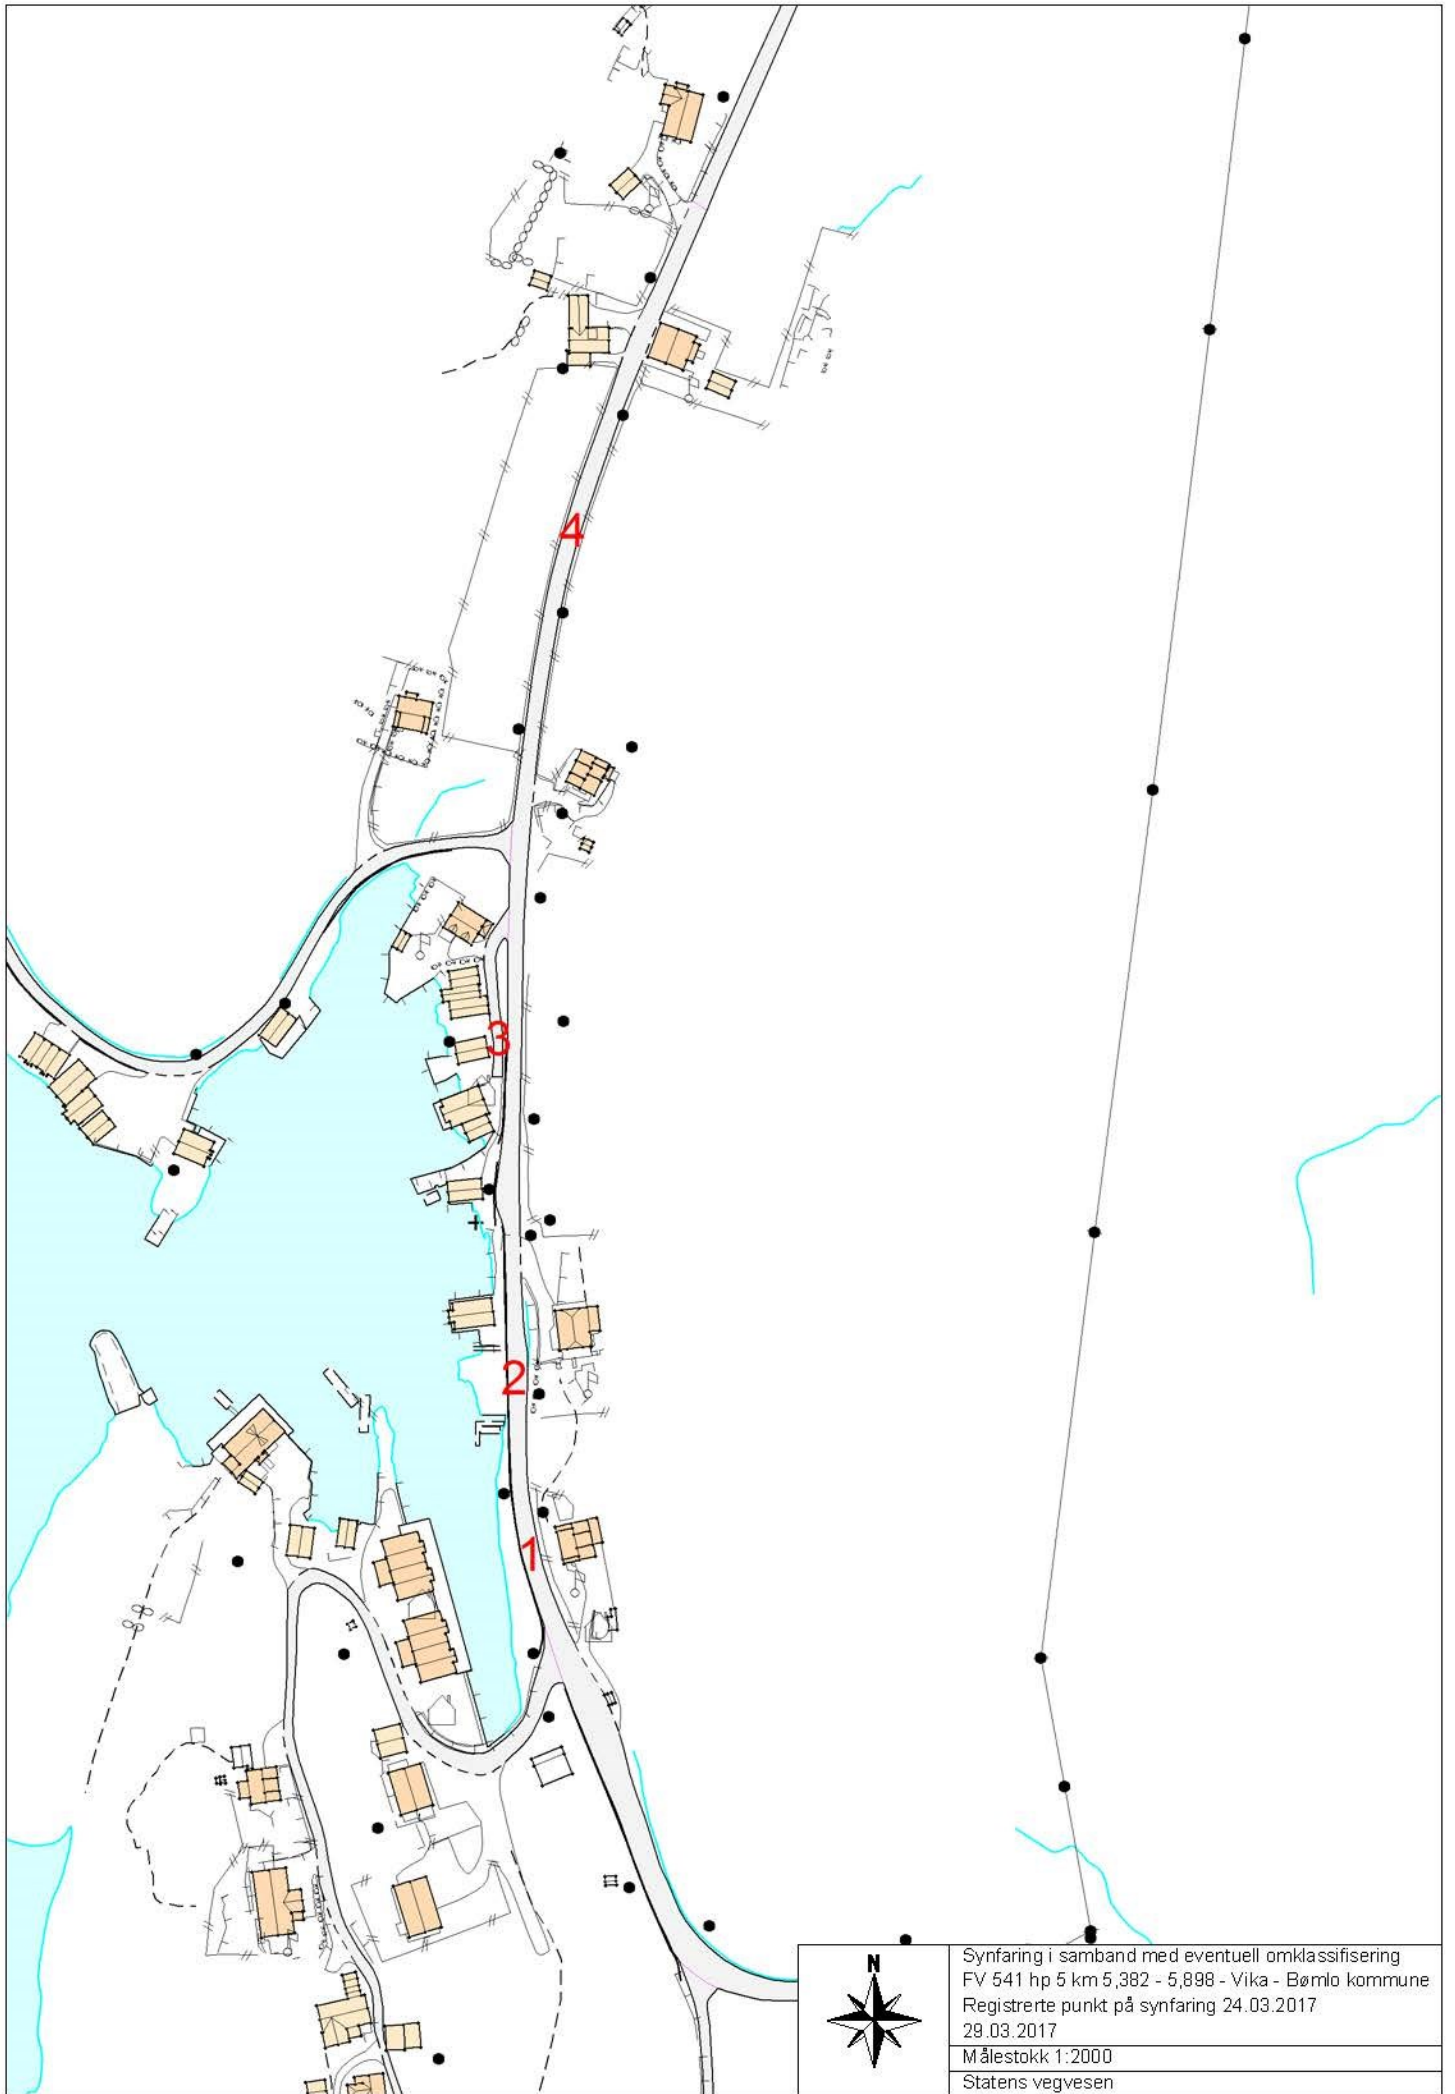 4
3
2
1
N
Synfaring i samband med eventuell omklassifisering
FV 541 hp 5 km 5,382 - 5,898 - Vika - Bømlo kommune
Registrerte punkt på synfaring 24.03.2017
29.03.2017
Målestokk 1:2000
Statens vegvesen